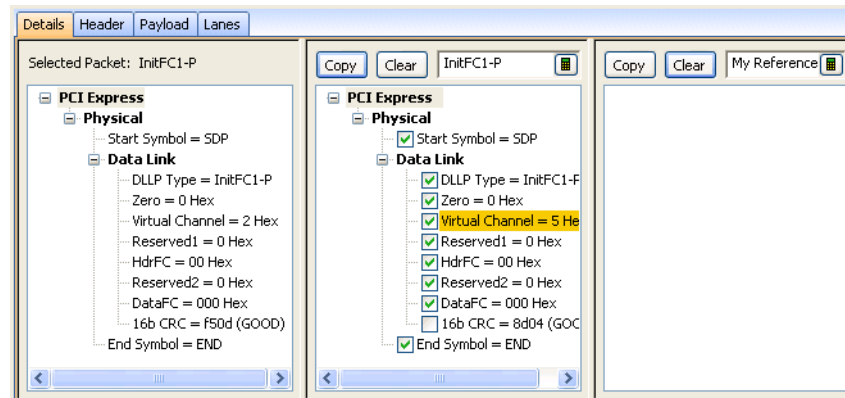 Details Header Payload Lanes
Selected Packet: InitFC1-P
PCI Express
Physical
Start Symbol = SDP
Data Link
DLLP Type = InitFC1-P
Zero = 0 Hex
Virtual Channel = 2 Hex
Reserved1 = 0 Hex
HdrFC = 00 Hex
Reserved2 = 0 Hex
DataFC = 000 Hex
16b CRC = f50d (GOOD)
End Symbol = END
Copy Clear InitFC1-P
PCI Express
Physical
Start Symbol = SDP
Data Link
DLLP Type = InitFC1-P
Zero = 0 Hex
Virtual Channel = 5 He
Reserved1 = 0 Hex
HdrFC = 00 Hex
Reserved2 = 0 Hex
DataFC = 000 Hex
16b CRC = 8d04 (GOO
End Symbol = END
Copy Clear My Reference